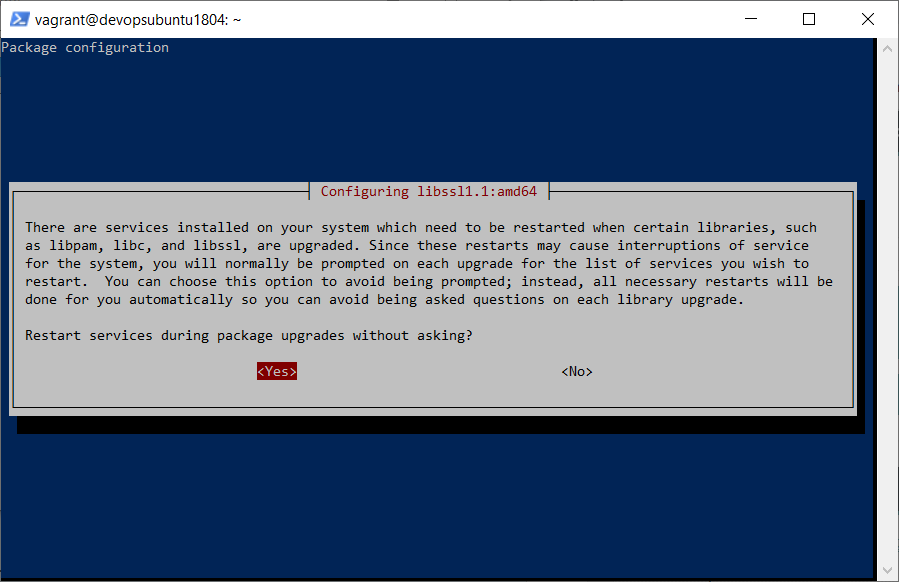 vagrant@devopsubuntu1804: ~
Package configuration
Configuring libssl1.1:amd64
There are services installed on your system which need to be restarted when certain libraries, such
as libpam, libc, and libssl, are upgraded. Since these restarts may cause interruptions of service
for the system, you will normally be prompted on each upgrade for the list of services you wish to
restart.  You can choose this option to avoid being prompted; instead, all necessary restarts will be
done for you automatically so you can avoid being asked questions on each library upgrade.
Restart services during package upgrades without asking?
<Yes> <No>